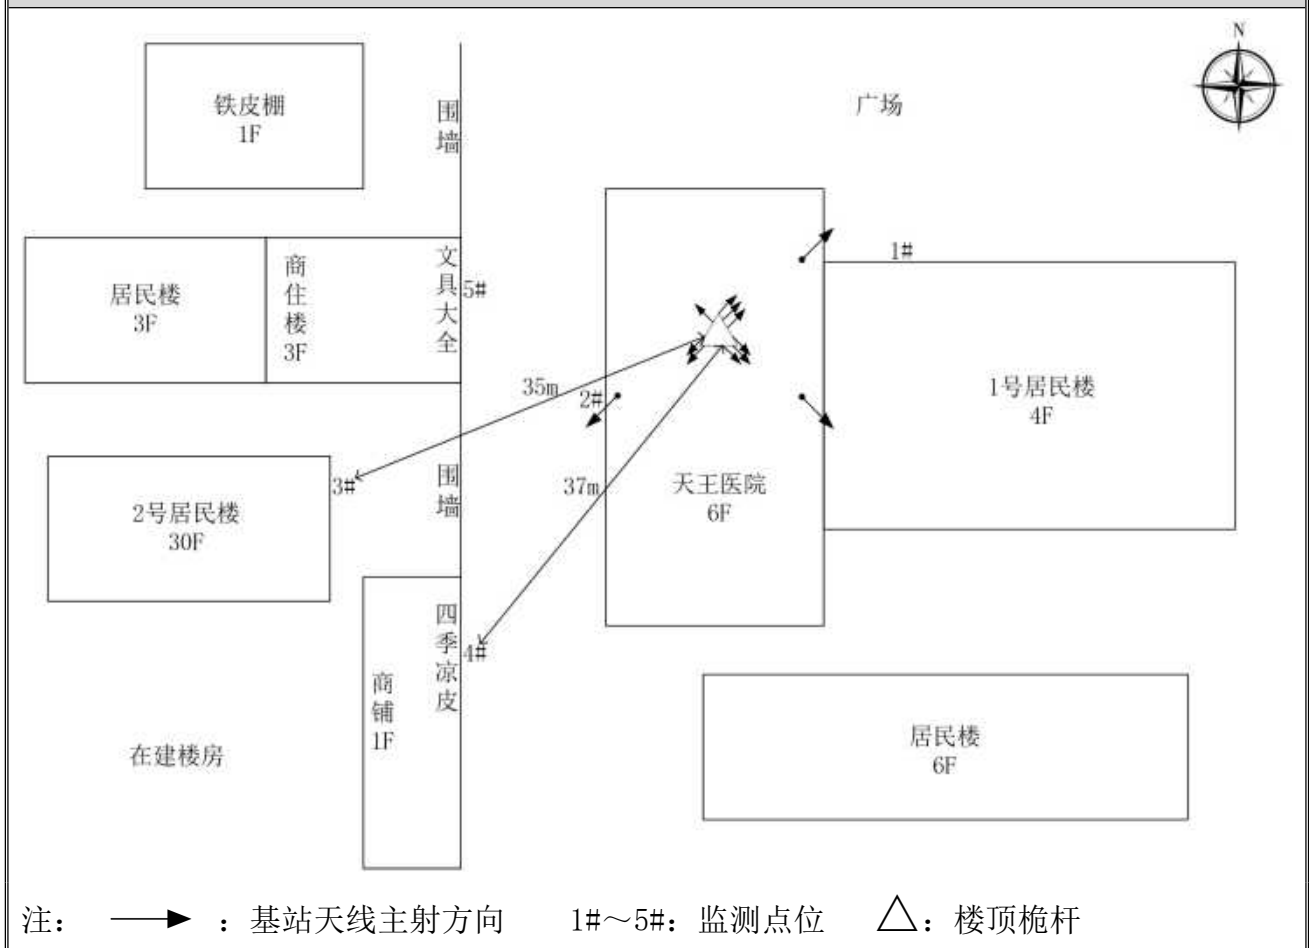 N
铁皮棚
1F
围墙
广场
1#
居民楼
3F
商住楼3F
文具大全
5#
35m
2#
1号居民楼
4F
3#
围墙
37m
天王医院
6F
2号居民楼
30F
四季凉皮
4#
商铺1F
在建楼房
居民楼
6F
注： ：基站天线主射方向 1#～5#：监测点位 △：楼顶桅杆